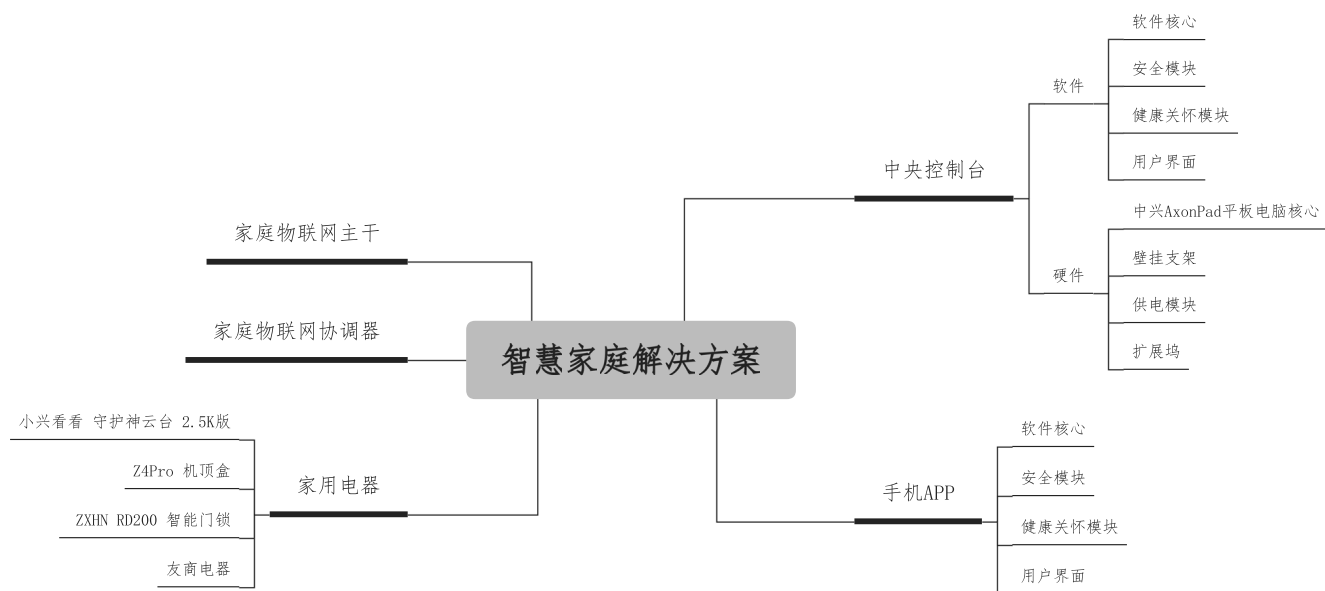 智慧家庭解决方案
中央控制台
软件
软件核心
安全模块
健康关怀模块
用户界面
硬件
中兴AxonPad平板电脑核心
壁挂支架
供电模块
扩展坞
手机APP
软件核心
安全模块
健康关怀模块
用户界面
家庭物联网主干
家庭物联网协调器
家用电器
小兴看看 守护神云台 2.5K版
Z4Pro 机顶盒
ZXHN RD200 智能门锁
友商电器